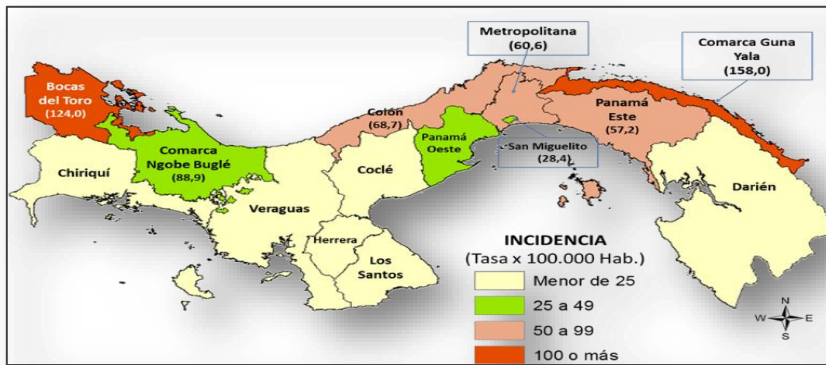 Metropolitana
(60,6)
Comarca Guna
Yala
(158,0)
Bocas
del Toro
(124,0)
Colón
(68,7)
Panamá
Este
(57,2)
Panamá
Oeste
Comarca
Ngobe Buglé
(88,9)
San Miguelito
(28,4)
Coclé
Chiriquí
Veraguas
Darién
Herrera
Los
Santos
INCIDENCIA
(Tasa x 100.000 Hab.)
Menor de 25
25 a 49
50 a 99
100 o más
N
W
E
S